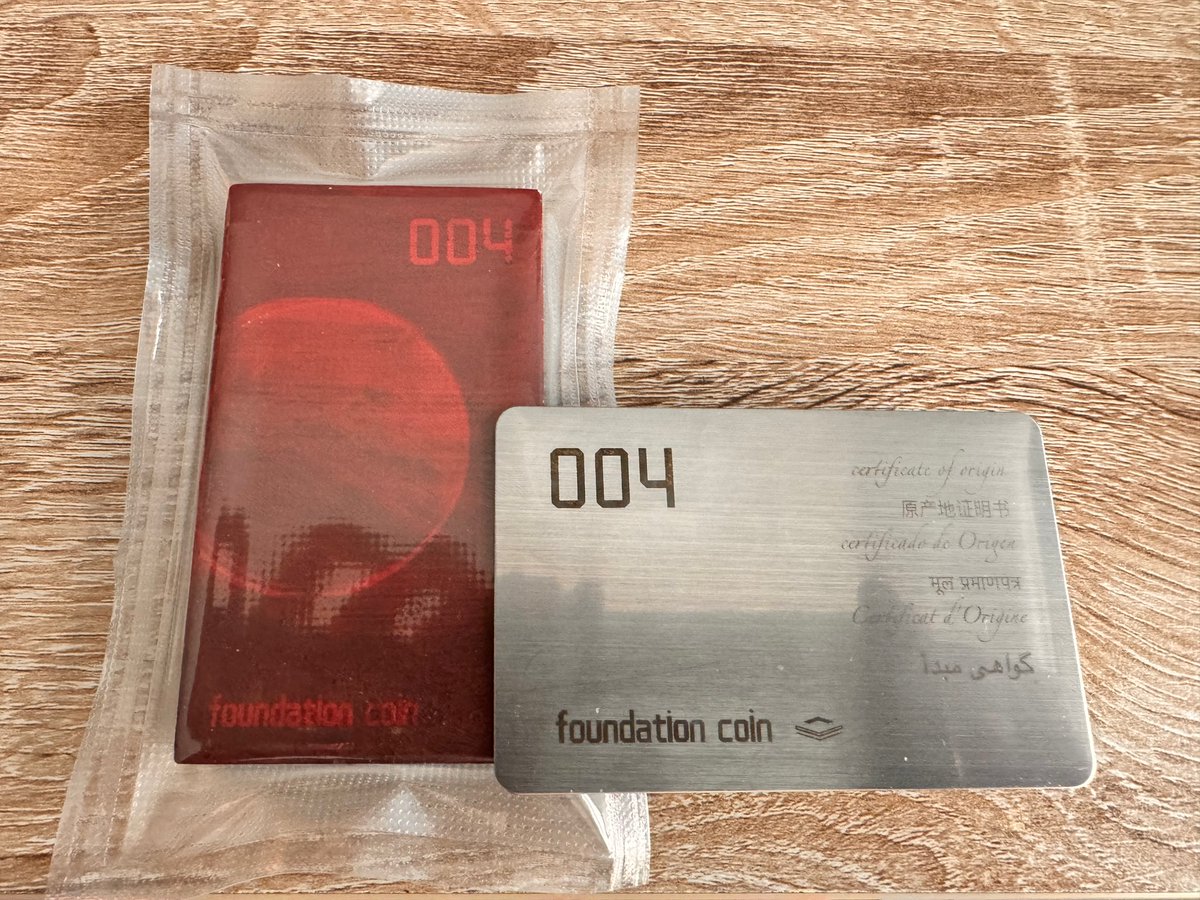 004
foundation coin
004
certificate of origin
原产地证明书
certificado de Origen
मूल प्रमाणपत्र
Certificat d'Origine
گواهی مبدا
foundation coin